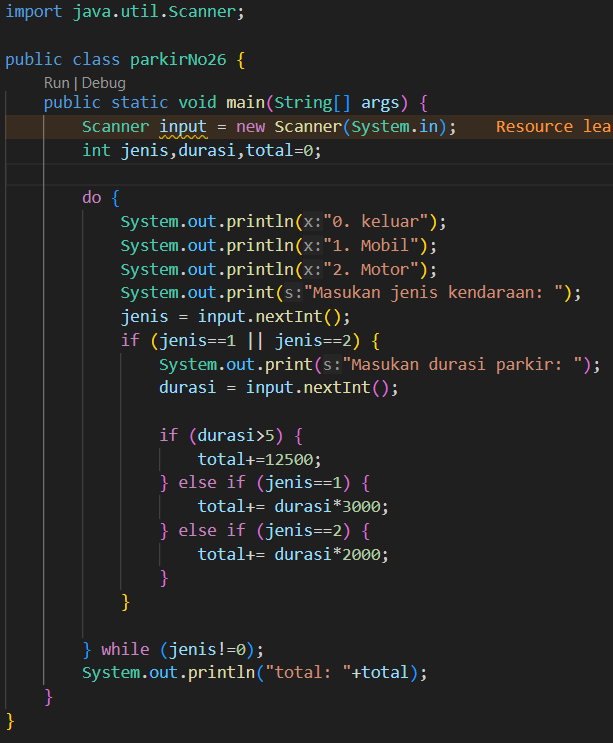 import java.util.Scanner;
public class parkirNo26 {
Run | Debug
public static void main(String[] args) {
Scanner input = new Scanner(System.in);    Resource lea
int jenis,durasi,total=0;
do {
System.out.println(x:"0. keluar");
System.out.println(x:"1. Mobil");
System.out.println(x:"2. Motor");
System.out.print(s:"Masukan jenis kendaraan: ");
jenis = input.nextInt();
if (jenis==1 || jenis==2) {
System.out.print(s:"Masukan durasi parkir: ");
durasi = input.nextInt();
if (durasi>5) {
total+=12500;
} else if (jenis==1) {
total+= durasi*3000;
} else if (jenis==2) {
total+= durasi*2000;
}
}
} while (jenis!=0);
System.out.println("total: "+total);
}
}